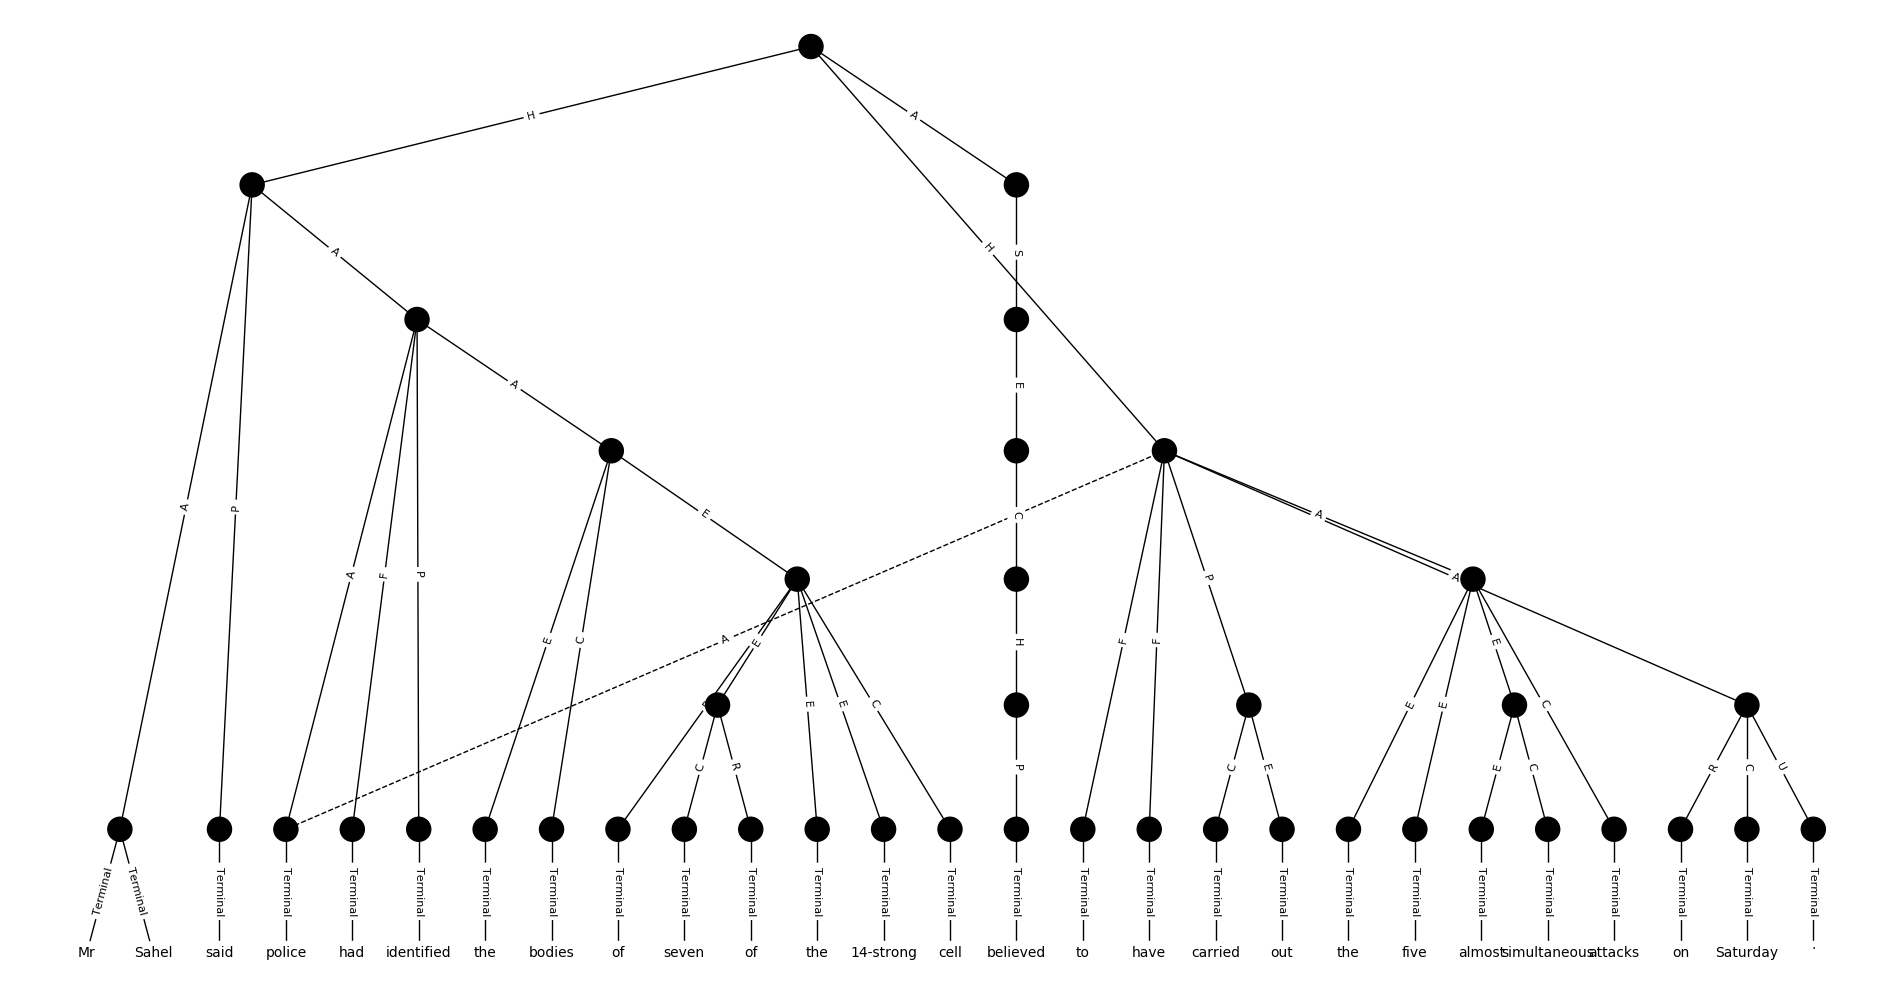 H A
A H S
A E
A C
A P A F P E A E C A H F F P A A
E E E C E E E C
C R P C E E C R C U
Terminal Terminal Terminal Terminal Terminal Terminal Terminal Terminal Terminal Terminal Terminal Terminal Terminal Terminal Terminal Terminal Terminal Terminal Terminal Terminal Terminal Terminal Terminal Terminal Terminal Terminal Terminal
Mr Sahel said police had identified the bodies of seven of the 14-strong cell believed to have carried out the five almost simultaneous attacks on Saturday .